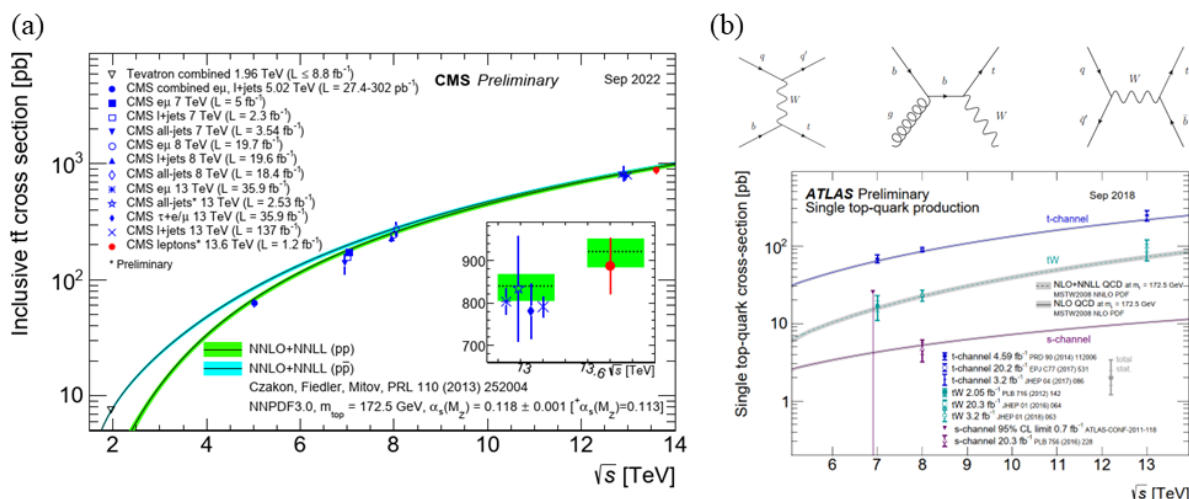 (a)
Inclusive tt̄ cross section [pb]
CMS Preliminary
Sep 2022
Tevatron combined 1.96 TeV (L ≤ 8.8 fb⁻¹)
CMS combined eμ, l+jets 5.02 TeV (L = 27.4-302 pb⁻¹)
CMS eμ 7 TeV (L = 5 fb⁻¹)
CMS l+jets 7 TeV (L = 2.3 fb⁻¹)
CMS all-jets 7 TeV (L = 3.54 fb⁻¹)
CMS eμ 8 TeV (L = 19.7 fb⁻¹)
CMS l+jets 8 TeV (L = 19.6 fb⁻¹)
CMS all-jets 8 TeV (L = 18.4 fb⁻¹)
CMS eμ 13 TeV (L = 35.9 fb⁻¹)
CMS all-jets* 13 TeV (L = 2.53 fb⁻¹)
CMS τ+e/μ 13 TeV (L = 35.9 fb⁻¹)
CMS l+jets 13 TeV (L = 137 fb⁻¹)
CMS leptons* 13.6 TeV (L = 1.2 fb⁻¹)
* Preliminary
10³
10²
10
900
800
700
13
13.6 √s [TeV]
NNLO+NNLL (pp)
NNLO+NNLL (pp̄)
Czakon, Fiedler, Mitov, PRL 110 (2013) 252004
NNPDF3.0, m_top = 172.5 GeV, α_s(M_Z) = 0.118 ± 0.001 [*α_s(M_Z)=0.113]
2 4 6 8 10 12 14
√s [TeV]
(b)
q q' W b t
b b t g W
q t W q̄' b̄
Single top-quark cross-section [pb]
ATLAS Preliminary
Single top-quark production
Sep 2018
t-channel
tW
NLO+NNLL QCD at m_t = 172.5 GeV
MSTW2008 NNLO PDF
NLO QCD at m_t = 172.5 GeV
MSTW2008 NLO PDF
s-channel
t-channel 4.59 fb⁻¹ PRD 90 (2014) 112006
t-channel 20.2 fb⁻¹ EPJ C77 (2017) 531
t-channel 3.2 fb⁻¹ JHEP 04 (2017) 086
tW 2.05 fb⁻¹ PLB 716 (2012) 142
tW 20.3 fb⁻¹ JHEP 01 (2016) 064
tW 3.2 fb⁻¹ JHEP 01 (2018) 063
s-channel 95% CL limit 0.7 fb⁻¹ ATLAS-CONF-2011-118
s-channel 20.3 fb⁻¹ PLB 756 (2016) 228
total
stat.
10²
10
1
6 7 8 9 10 11 12 13
√s [TeV]